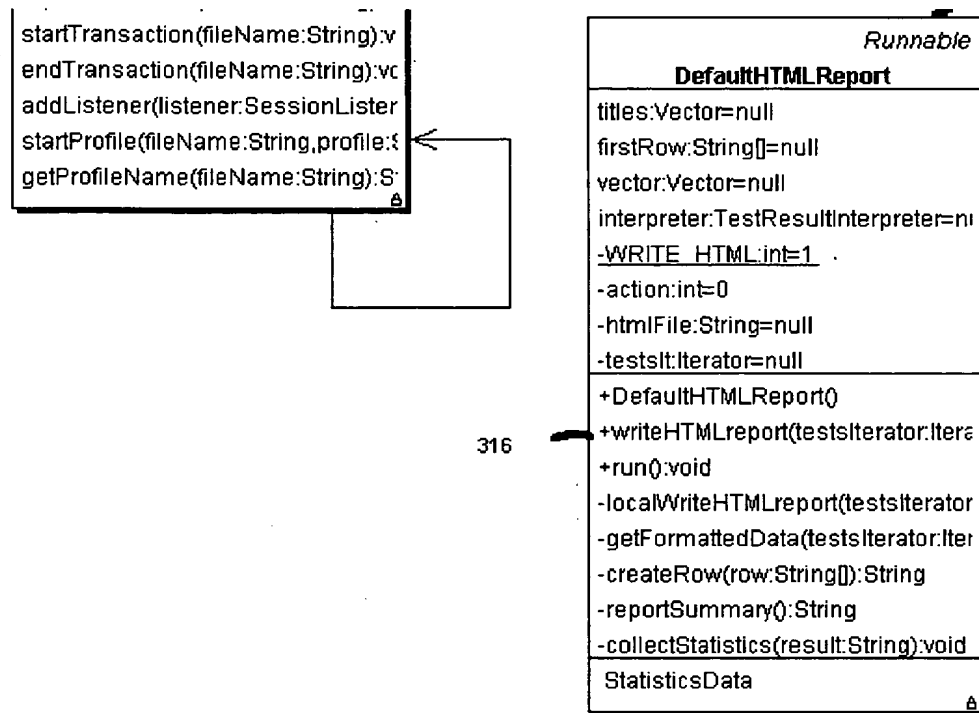 startTransaction(fileName:String):v
endTransaction(fileName:String):vc
addListener(listener:SessionLister
startProfile(fileName:String,profile:S
getProfileName(fileName:String):S
Runnable
DefaultHTMLReport
titles:Vector=null
firstRow:String[]=null
vector:Vector=null
interpreter:TestResultInterpreter=nu
-WRITE_HTML:int=1
-action:int=0
-htmlFile:String=null
-testsIt:Iterator=null
+DefaultHTMLReport()
316
+writeHTMLreport(testsIterator:Itera
+run():void
-localWriteHTMLreport(testsIterator
-getFormattedData(testsIterator:Iter
-createRow(row:String[]):String
-reportSummary():String
-collectStatistics(result:String):void
StatisticsData